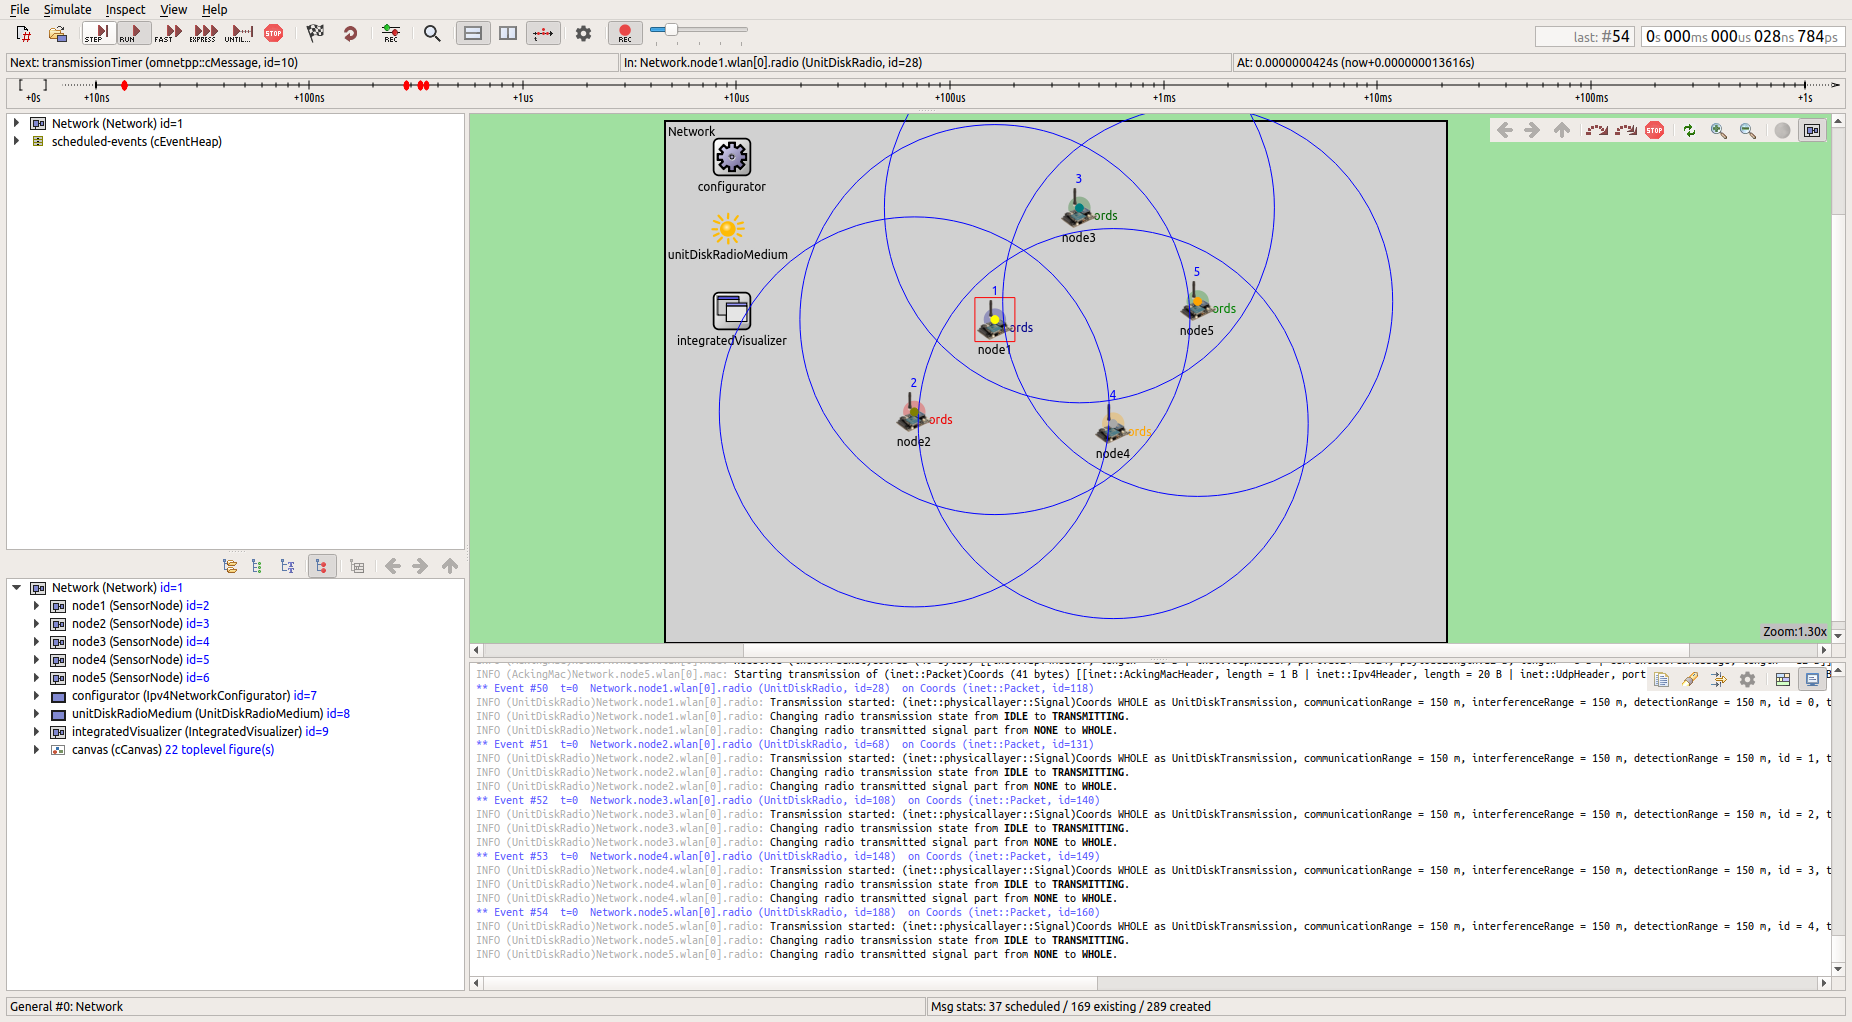 File Simulate Inspect View Help
STEP RUN FAST EXPRESS UNTIL... STOP REC REC
last: #54 0s 000ms 000us 028ns 784ps
Next: transmissionTimer (omnetpp::cMessage, id=10) In: Network.node1.wlan[0].radio (UnitDiskRadio, id=28) At: 0.0000000424s (now+0.000000013616s)
+0s +10ns +100ns +1us +10us +100us +1ms +10ms +100ms +1s
Network (Network) id=1
scheduled-events (cEventHeap)
Network (Network) id=1
node1 (SensorNode) id=2
node2 (SensorNode) id=3
node3 (SensorNode) id=4
node4 (SensorNode) id=5
node5 (SensorNode) id=6
configurator (Ipv4NetworkConfigurator) id=7
unitDiskRadioMedium (UnitDiskRadioMedium) id=8
integratedVisualizer (IntegratedVisualizer) id=9
canvas (cCanvas) 22 toplevel figure(s)
Network
configurator
unitDiskRadioMedium
integratedVisualizer
3
ords
node3
5
ords
node5
1
ords
node1
2
ords
node2
4
ords
node4
STOP
Zoom:1.30x
INFO (AckingMac)Network.node5.wlan[0].mac: Starting transmission of (inet::Packet)Coords (41 bytes) [[inet::AckingMacHeader, length = 1 B | inet::Ipv4Header, length = 20 B | inet::UdpHeader, port
** Event #50 t=0 Network.node1.wlan[0].radio (UnitDiskRadio, id=28) on Coords (inet::Packet, id=118)
INFO (UnitDiskRadio)Network.node1.wlan[0].radio: Transmission started: (inet::physicallayer::Signal)Coords WHOLE as UnitDiskTransmission, communicationRange = 150 m, interferenceRange = 150 m, detectionRange = 150 m, id = 0, t
INFO (UnitDiskRadio)Network.node1.wlan[0].radio: Changing radio transmission state from IDLE to TRANSMITTING.
INFO (UnitDiskRadio)Network.node1.wlan[0].radio: Changing radio transmitted signal part from NONE to WHOLE.
** Event #51 t=0 Network.node2.wlan[0].radio (UnitDiskRadio, id=68) on Coords (inet::Packet, id=131)
INFO (UnitDiskRadio)Network.node2.wlan[0].radio: Transmission started: (inet::physicallayer::Signal)Coords WHOLE as UnitDiskTransmission, communicationRange = 150 m, interferenceRange = 150 m, detectionRange = 150 m, id = 1, t
INFO (UnitDiskRadio)Network.node2.wlan[0].radio: Changing radio transmission state from IDLE to TRANSMITTING.
INFO (UnitDiskRadio)Network.node2.wlan[0].radio: Changing radio transmitted signal part from NONE to WHOLE.
** Event #52 t=0 Network.node3.wlan[0].radio (UnitDiskRadio, id=108) on Coords (inet::Packet, id=140)
INFO (UnitDiskRadio)Network.node3.wlan[0].radio: Transmission started: (inet::physicallayer::Signal)Coords WHOLE as UnitDiskTransmission, communicationRange = 150 m, interferenceRange = 150 m, detectionRange = 150 m, id = 2, t
INFO (UnitDiskRadio)Network.node3.wlan[0].radio: Changing radio transmission state from IDLE to TRANSMITTING.
INFO (UnitDiskRadio)Network.node3.wlan[0].radio: Changing radio transmitted signal part from NONE to WHOLE.
** Event #53 t=0 Network.node4.wlan[0].radio (UnitDiskRadio, id=148) on Coords (inet::Packet, id=149)
INFO (UnitDiskRadio)Network.node4.wlan[0].radio: Transmission started: (inet::physicallayer::Signal)Coords WHOLE as UnitDiskTransmission, communicationRange = 150 m, interferenceRange = 150 m, detectionRange = 150 m, id = 3, t
INFO (UnitDiskRadio)Network.node4.wlan[0].radio: Changing radio transmission state from IDLE to TRANSMITTING.
INFO (UnitDiskRadio)Network.node4.wlan[0].radio: Changing radio transmitted signal part from NONE to WHOLE.
** Event #54 t=0 Network.node5.wlan[0].radio (UnitDiskRadio, id=188) on Coords (inet::Packet, id=160)
INFO (UnitDiskRadio)Network.node5.wlan[0].radio: Transmission started: (inet::physicallayer::Signal)Coords WHOLE as UnitDiskTransmission, communicationRange = 150 m, interferenceRange = 150 m, detectionRange = 150 m, id = 4, t
INFO (UnitDiskRadio)Network.node5.wlan[0].radio: Changing radio transmission state from IDLE to TRANSMITTING.
INFO (UnitDiskRadio)Network.node5.wlan[0].radio: Changing radio transmitted signal part from NONE to WHOLE.
General #0: Network Msg stats: 37 scheduled / 169 existing / 289 created